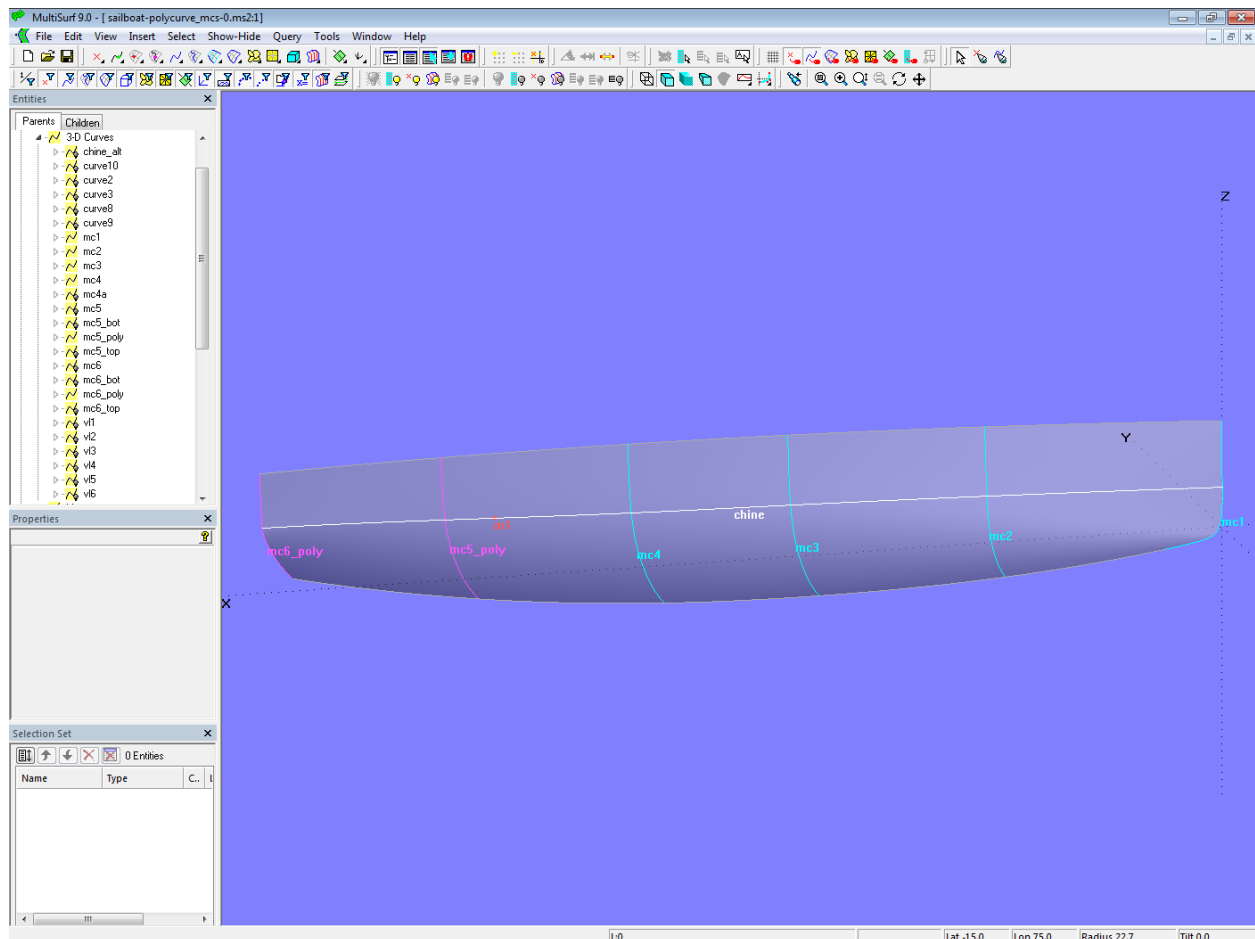 MultiSurf 9.0 - [ sailboat-polycurve_mcs-0.ms2:1]
File Edit View Insert Select Show-Hide Query Tools Window Help
Entities
Parents Children
3-D Curves
chine_alt
curve10
curve2
curve3
curve8
curve9
mc1
mc2
mc3
mc4
mc4a
mc5
mc5_bot
mc5_poly
mc5_top
mc6
mc6_bot
mc6_poly
mc6_top
vl1
vl2
vl3
vl4
vl5
vl6
Properties
Selection Set
0 Entities
Name Type C..
Z
Y
chine
mc1
mc2
mc3
mc4
mc5_poly
mc6_poly
X
L:0
Lat -15.0 Lon 75.0 Radius 22.7 Tilt 0.0